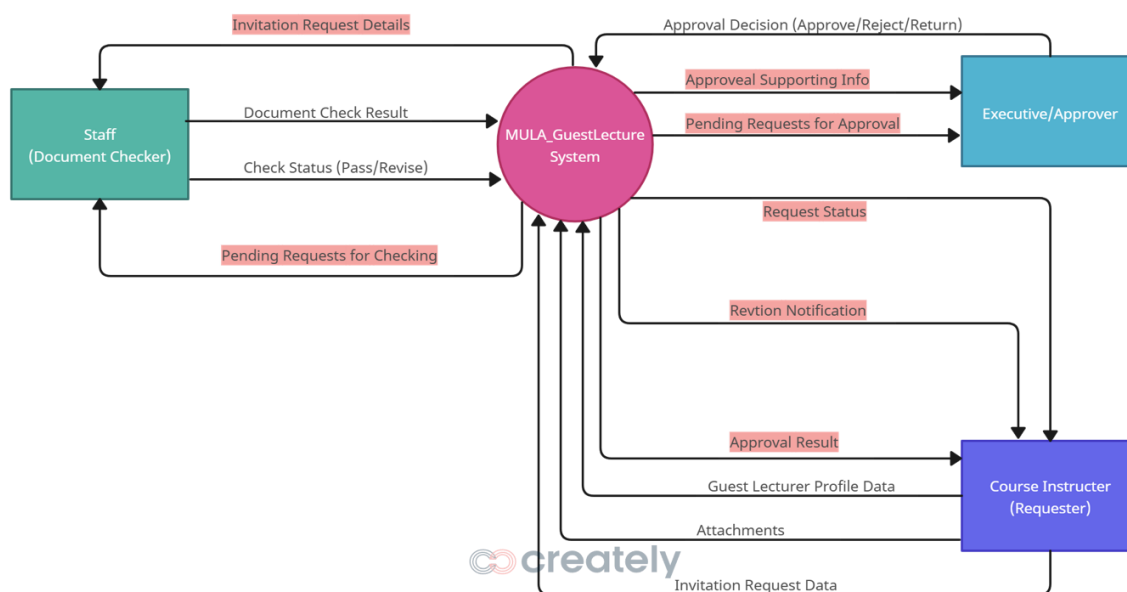 Invitation Request Details
Approval Decision (Approve/Reject/Return)
Approveal Supporting Info
Document Check Result
Staff
(Document Checker)
MULA_GuestLecture
System
Executive/Approver
Pending Requests for Approval
Check Status (Pass/Revise)
Request Status
Pending Requests for Checking
Revtion Notification
Approval Result
Guest Lecturer Profile Data
Course Instructer
(Requester)
Attachments
creately
Invitation Request Data